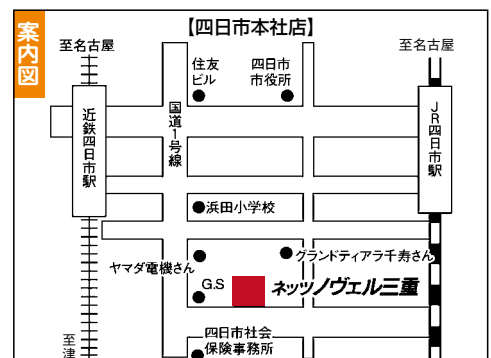 案内図
【四日市本社店】
至名古屋
至名古屋
住友
ビル
四日市
市役所
国道1号線
近鉄四日市駅
JR四日市駅
浜田小学校
ヤマダ電機さん
グランドティアラ千寿さん
G.S
ネッツノヴェル三重
四日市社会
保険事務所
至津